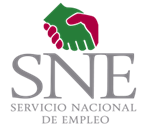 SNE
SERVICIO NACIONAL
DE EMPLEO